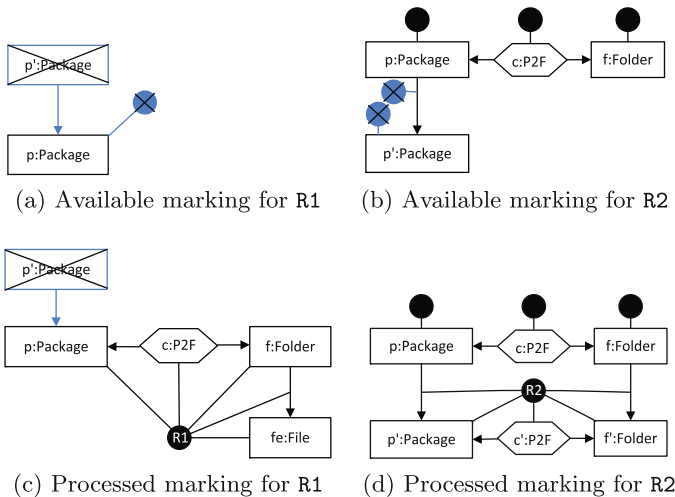 p':Package
p:Package
(a) Available marking for R1
p:Package c:P2F f:Folder
p':Package
(b) Available marking for R2
p':Package
p:Package c:P2F f:Folder
R1 fe:File
(c) Processed marking for R1
p:Package c:P2F f:Folder
R2
p':Package c':P2F f':Folder
(d) Processed marking for R2